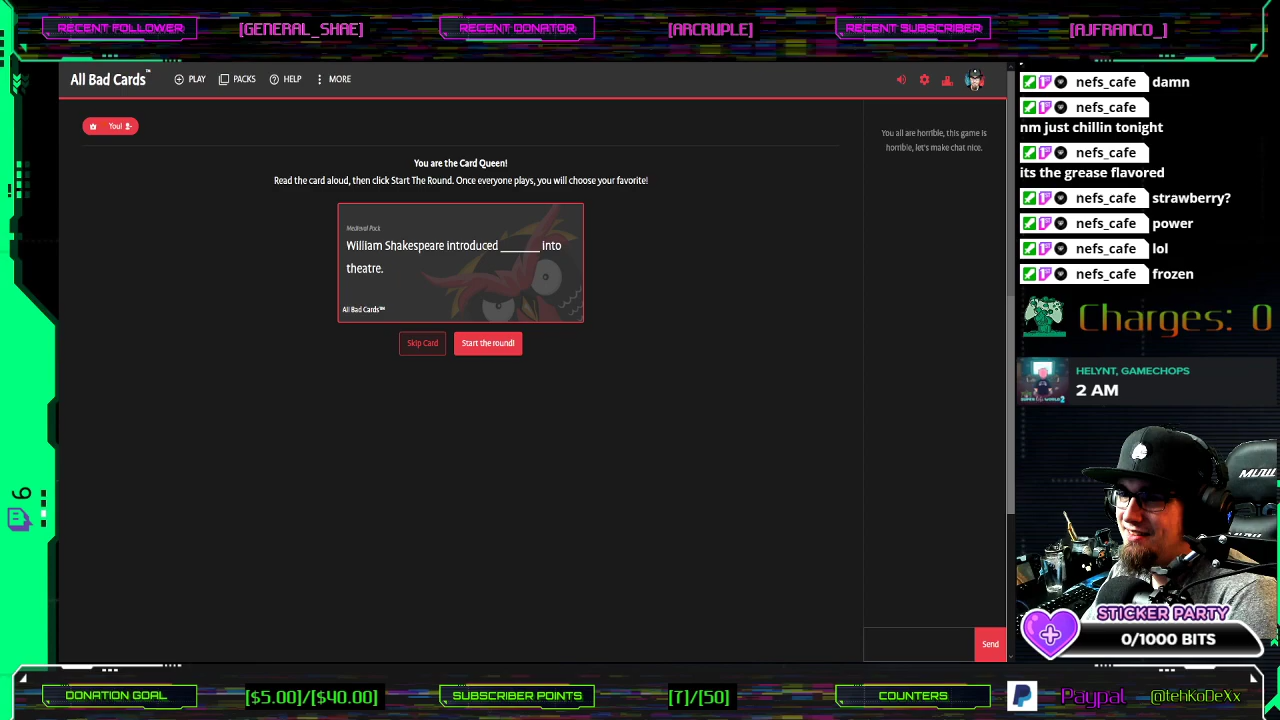 RECENT FOLLOWER
[GENERAL_SHAE]
RECENT DONATOR
[ARCRUPLE]
RECENT SUBSCRIBER
[AJFRANCO_]
All Bad Cards™
PLAY
PACKS
HELP
MORE
You!
You are the Card Queen!
Read the card aloud, then click Start The Round. Once everyone plays, you will choose your favorite!
Medieval Pack
William Shakespeare introduced ______ into
theatre.
All Bad Cards™
Skip Card
Start the round!
You all are horrible, this game is
horrible, let's make chat nice.
Send
nefs_cafe damn
nefs_cafe
nm just chillin tonight
nefs_cafe
its the grease flavored
nefs_cafe strawberry?
nefs_cafe power
nefs_cafe lol
nefs_cafe frozen
Charges: 0
HELYNT, GAMECHOPS
2 AM
6
STICKER PARTY
0/1000 BITS
DONATION GOAL
[$5.00]/[$40.00]
SUBSCRIBER POINTS
[7]/[50]
COUNTERS
Paypal
@tehKoDeXx